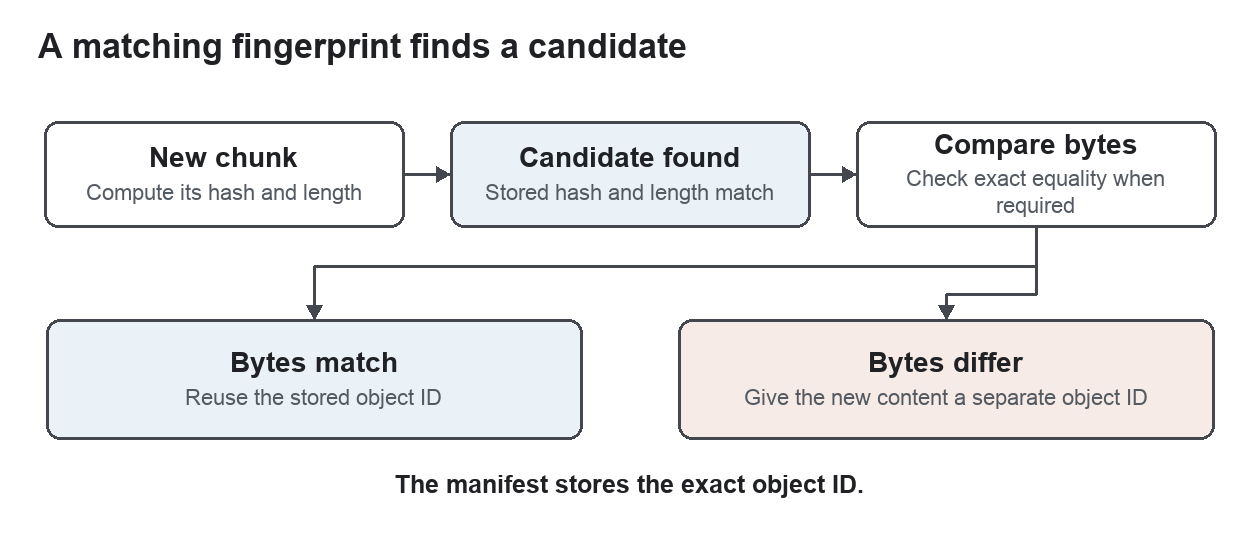 A matching fingerprint finds a candidate
New chunk
Compute its hash and length
Candidate found
Stored hash and length match
Compare bytes
Check exact equality when
required
Bytes match
Reuse the stored object ID
Bytes differ
Give the new content a separate object ID
The manifest stores the exact object ID.